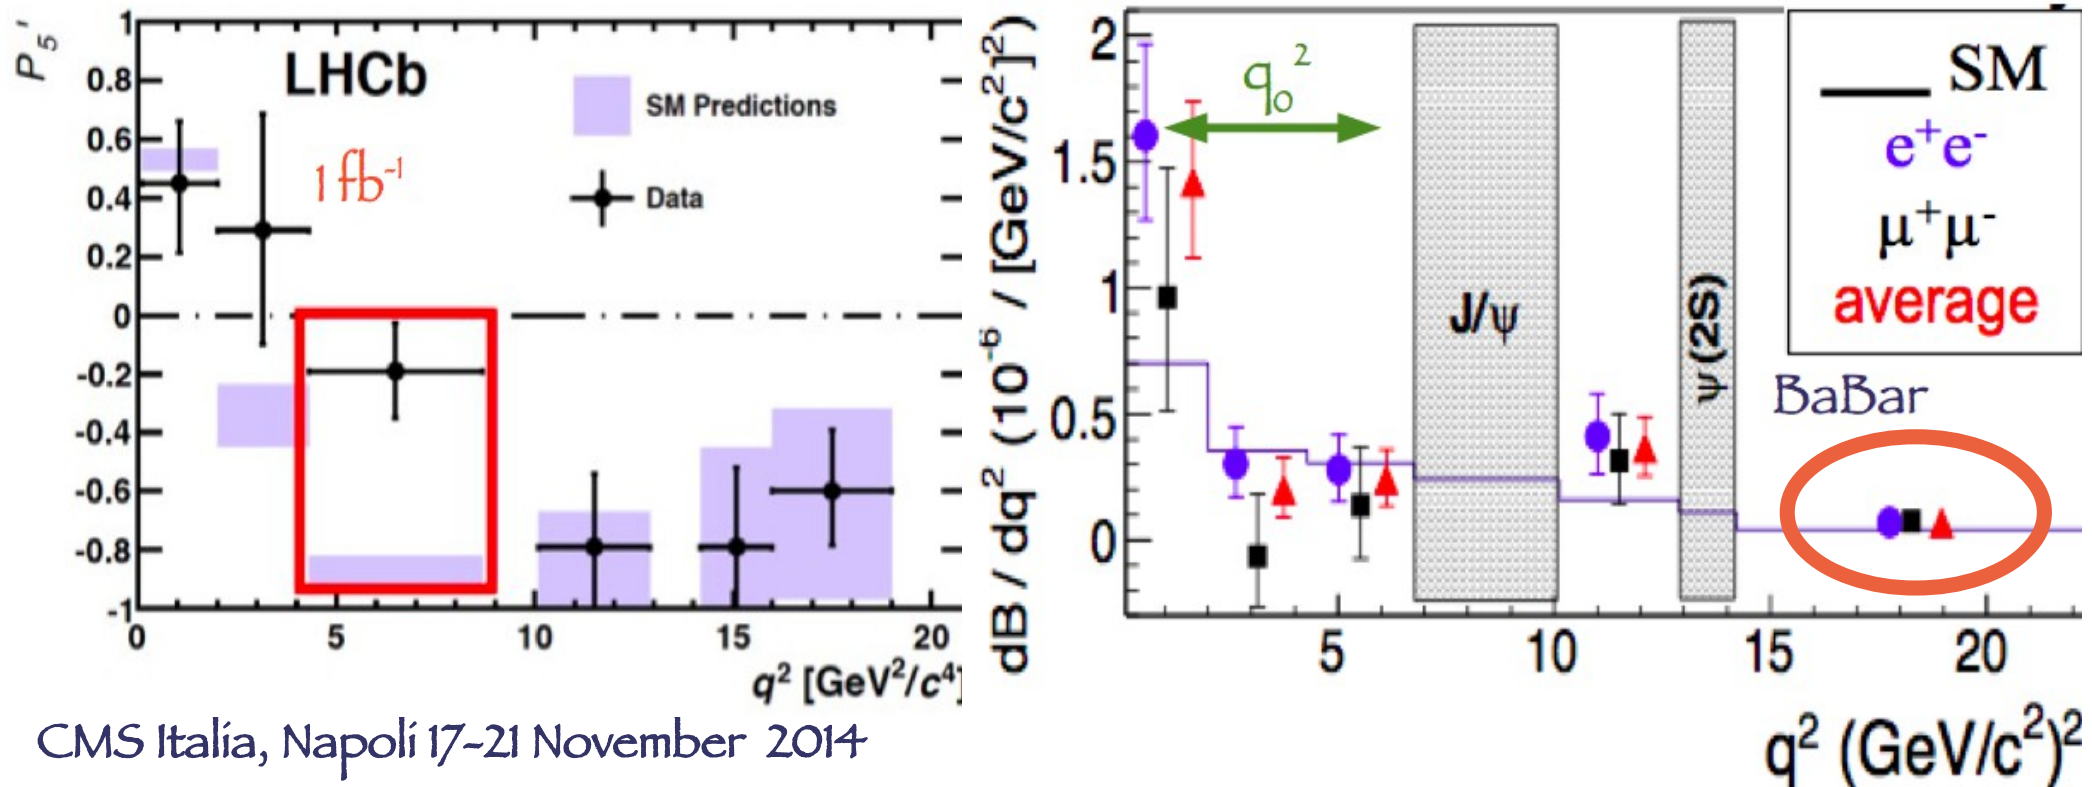 P5'
1
0.8
0.6
0.4
0.2
0
-0.2
-0.4
-0.6
-0.8
-1
LHCb
1 fb⁻¹
SM Predictions
Data
0 5 10 15 20
q² [GeV²/c⁴]
CMS Italia, Napoli 17-21 November 2014
dB / dq² (10⁻⁶ / [GeV/c²]²)
2
1.5
1
0.5
0
q₀²
J/ψ
ψ(2S)
SM
e⁺e⁻
μ⁺μ⁻
average
BaBar
5 10 15 20
q² (GeV/c²)²